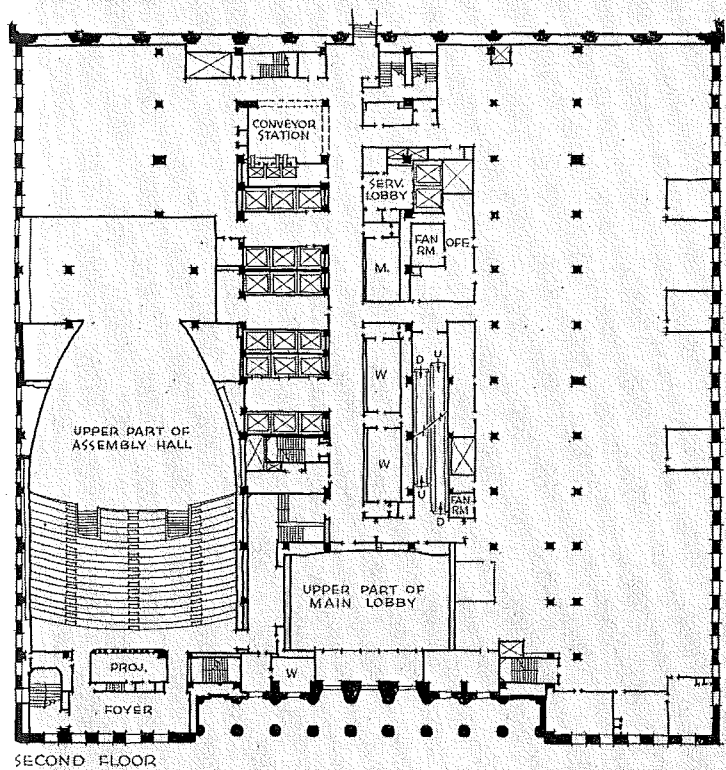 CONVEYOR
STATION
SERV.
LOBBY
FAN
RM.
OFF.
M.
D
U
W
UPPER PART OF
ASSEMBLY HALL
W
U
FAN
RM
D
UPPER PART OF
MAIN LOBBY
PROJ.
W
FOYER
SECOND FLOOR